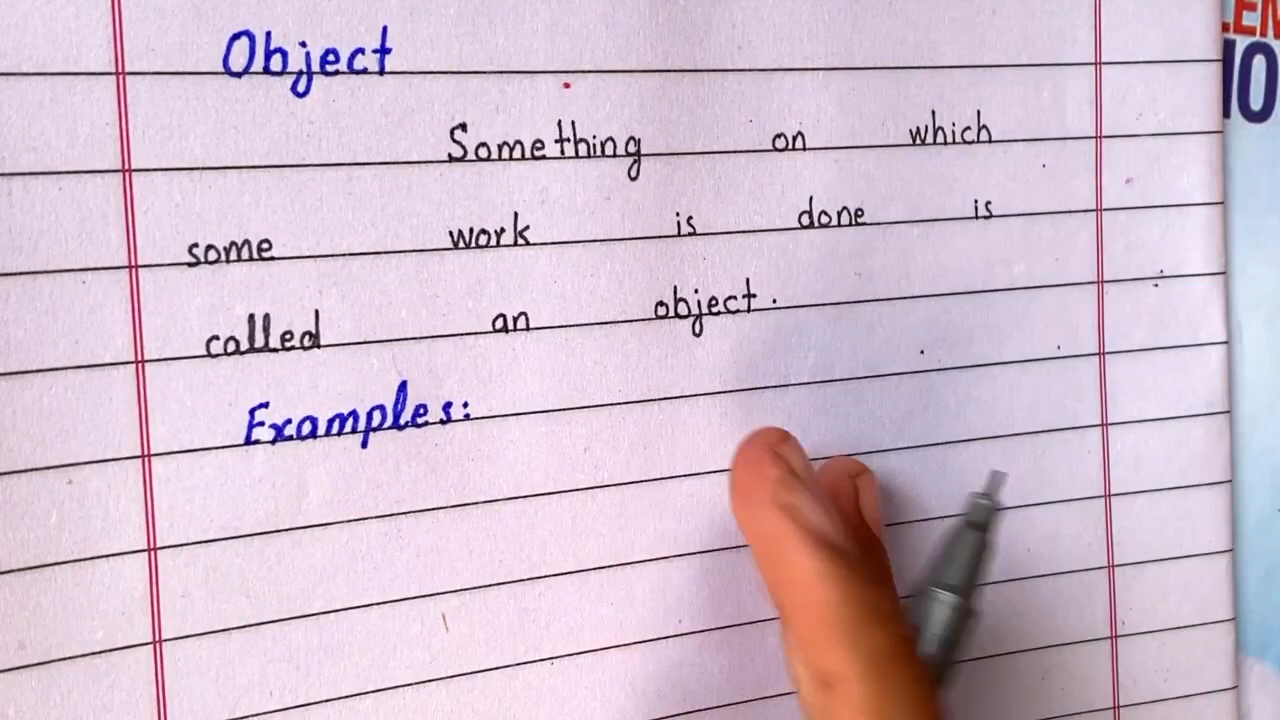 Object
Something on which
some work is done is
called an object.
Examples: